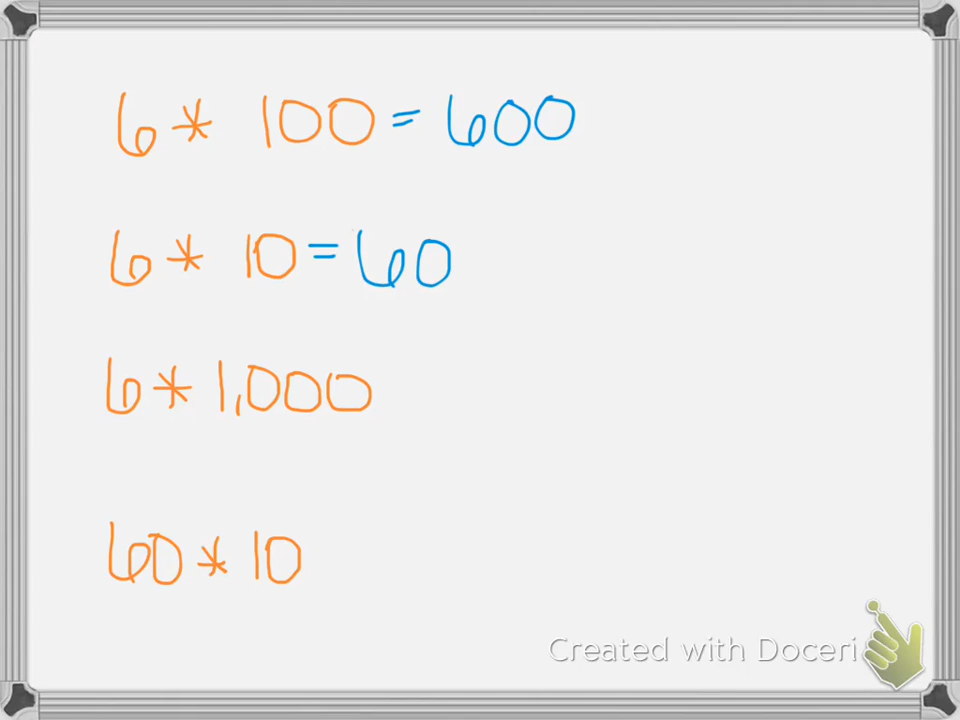 6 * 100 = 600
6 * 10 = 60
6 * 1,000
60 * 10
Created with Doceri